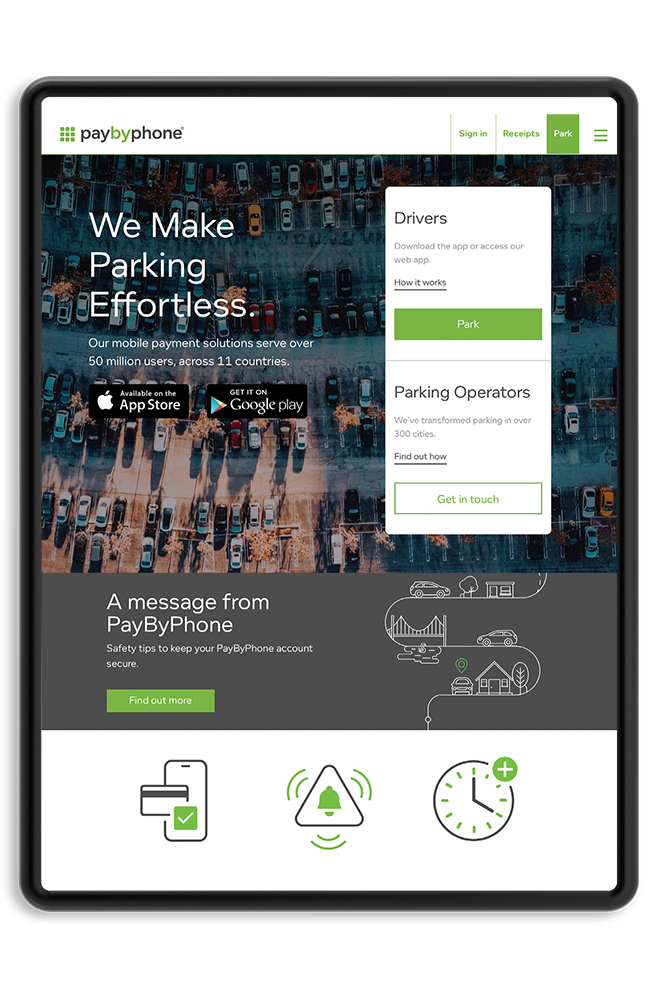 paybyphone®
Sign in
Receipts
Park
We Make
Parking
Effortless.
Our mobile payment solutions serve over
50 million users, across 11 countries.
Available on the
App Store
GET IT ON
Google play
Drivers
Download the app or access our
web app.
How it works
Park
Parking Operators
We've transformed parking in over
300 cities.
Find out how
Get in touch
A message from
PayByPhone
Safety tips to keep your PayByPhone account
secure.
Find out more